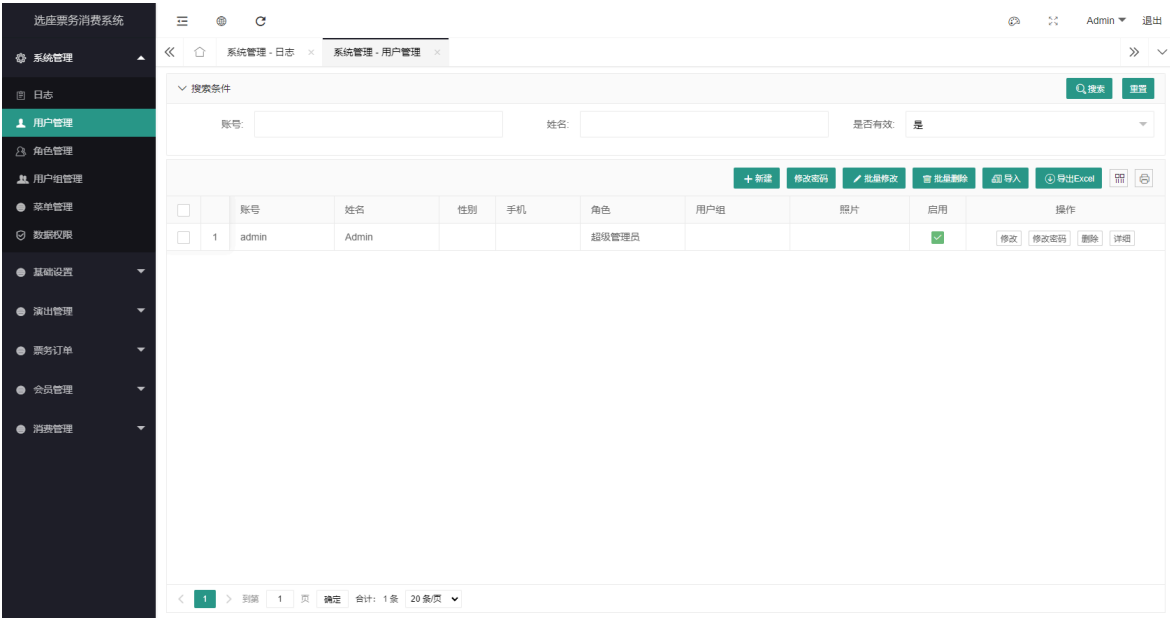 选座票务消费系统
Admin 退出
系统管理
系统管理 - 日志 ×
系统管理 - 用户管理 ×
日志
用户管理
角色管理
用户组管理
菜单管理
数据权限
基础设置
演出管理
票务订单
会员管理
消费管理
搜索条件
搜索 重置
账号: 姓名: 是否有效: 是
新建 修改密码 批量修改 批量删除 导入 导出Excel
账号 姓名 性别 手机 角色 用户组 照片 启用 操作
1 admin Admin 超级管理员 修改 修改密码 删除 详细
1 到第 1 页 确定 合计: 1 条 20 条/页